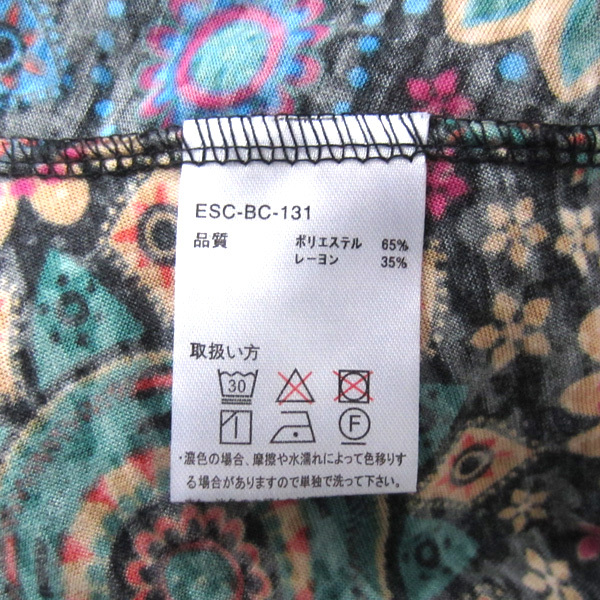 ESC-BC-131
品質 ポリエステル 65%
レーヨン 35%
取扱い方
30
F
・濃色の場合、摩擦や水濡れによって色移りす
る場合がありますので単独で洗って下さい。